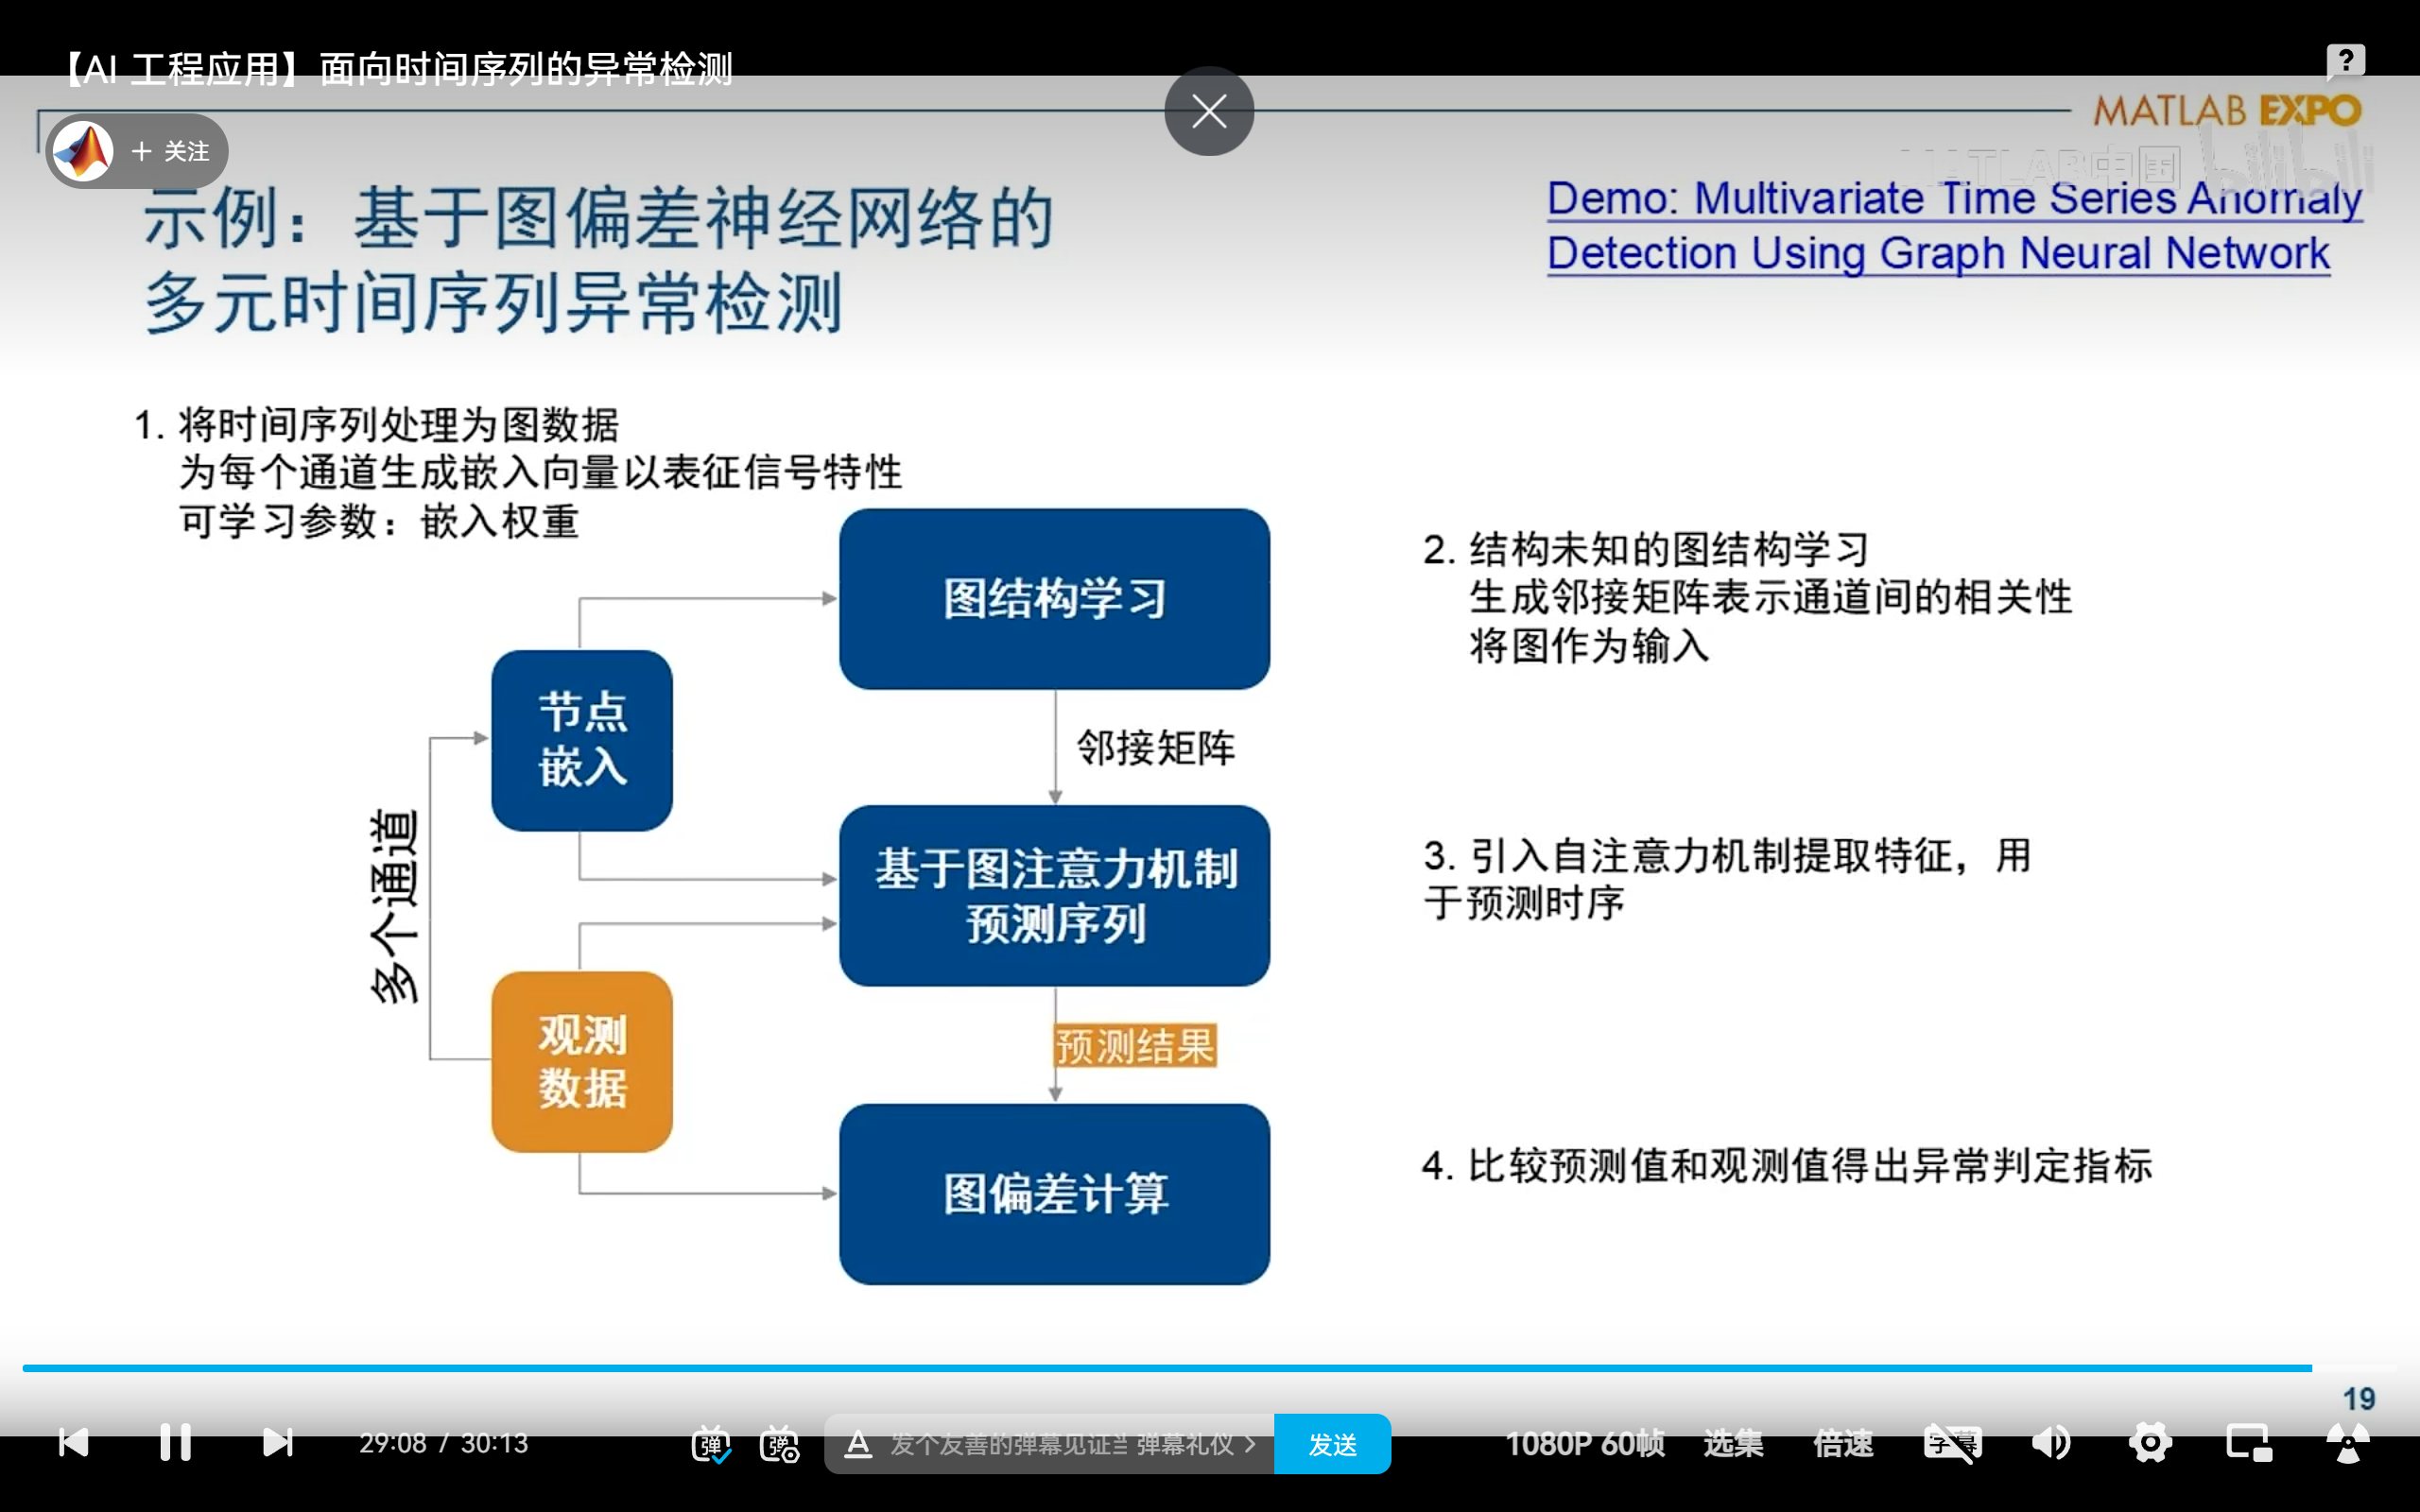 【AI 工程应用】面向时间序列的异常检测
?
MATLAB EXPO
+ 关注
MATLAB中国 bilibili
示例：基于图偏差神经网络的
多元时间序列异常检测
Demo: Multivariate Time Series Anomaly
Detection Using Graph Neural Network
1. 将时间序列处理为图数据
为每个通道生成嵌入向量以表征信号特性
可学习参数：嵌入权重
图结构学习
2. 结构未知的图结构学习
生成邻接矩阵表示通道间的相关性
将图作为输入
节点
嵌入
邻接矩阵
多个通道
基于图注意力机制
预测序列
3. 引入自注意力机制提取特征，用
于预测时序
观测
数据
预测结果
图偏差计算
4. 比较预测值和观测值得出异常判定指标
19
29:08 / 30:13
弹
弹
A
发个友善的弹幕见证
弹幕礼仪 >
发送
1080P 60帧
选集
倍速
字幕